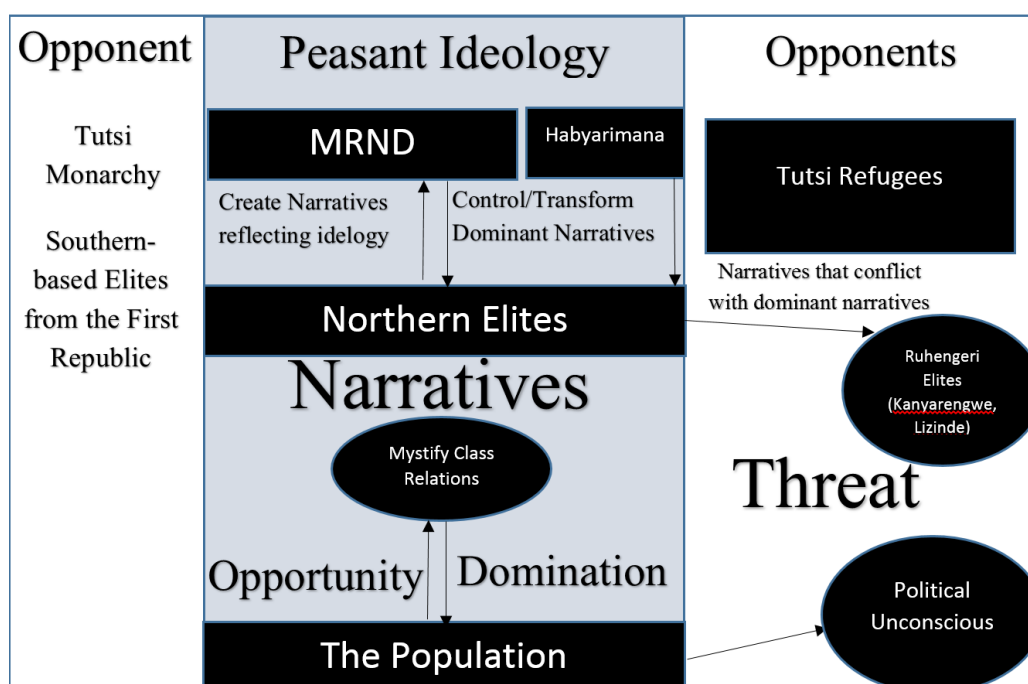 Opponent
Tutsi
Monarchy
Southern-
based Elites
from the First
Republic
Peasant Ideology
MRND
Habyarimana
Create Narratives
reflecting idelogy
Control/Transform
Dominant Narratives
Northern Elites
Narratives
Mystify Class
Relations
Opportunity
Domination
The Population
Opponents
Tutsi Refugees
Narratives that conflict
with dominant narratives
Ruhengeri
Elites
(Kanyarengwe,
Lizinde)
Threat
Political
Unconscious